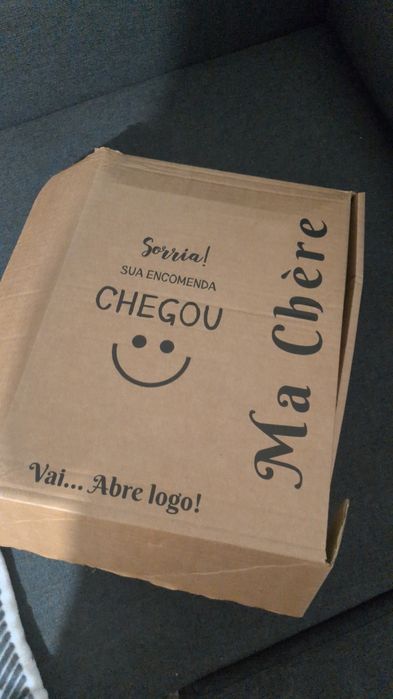 Sorria!
SUA ENCOMENDA
CHEGOU
Ma Chère
Vai... Abre logo!